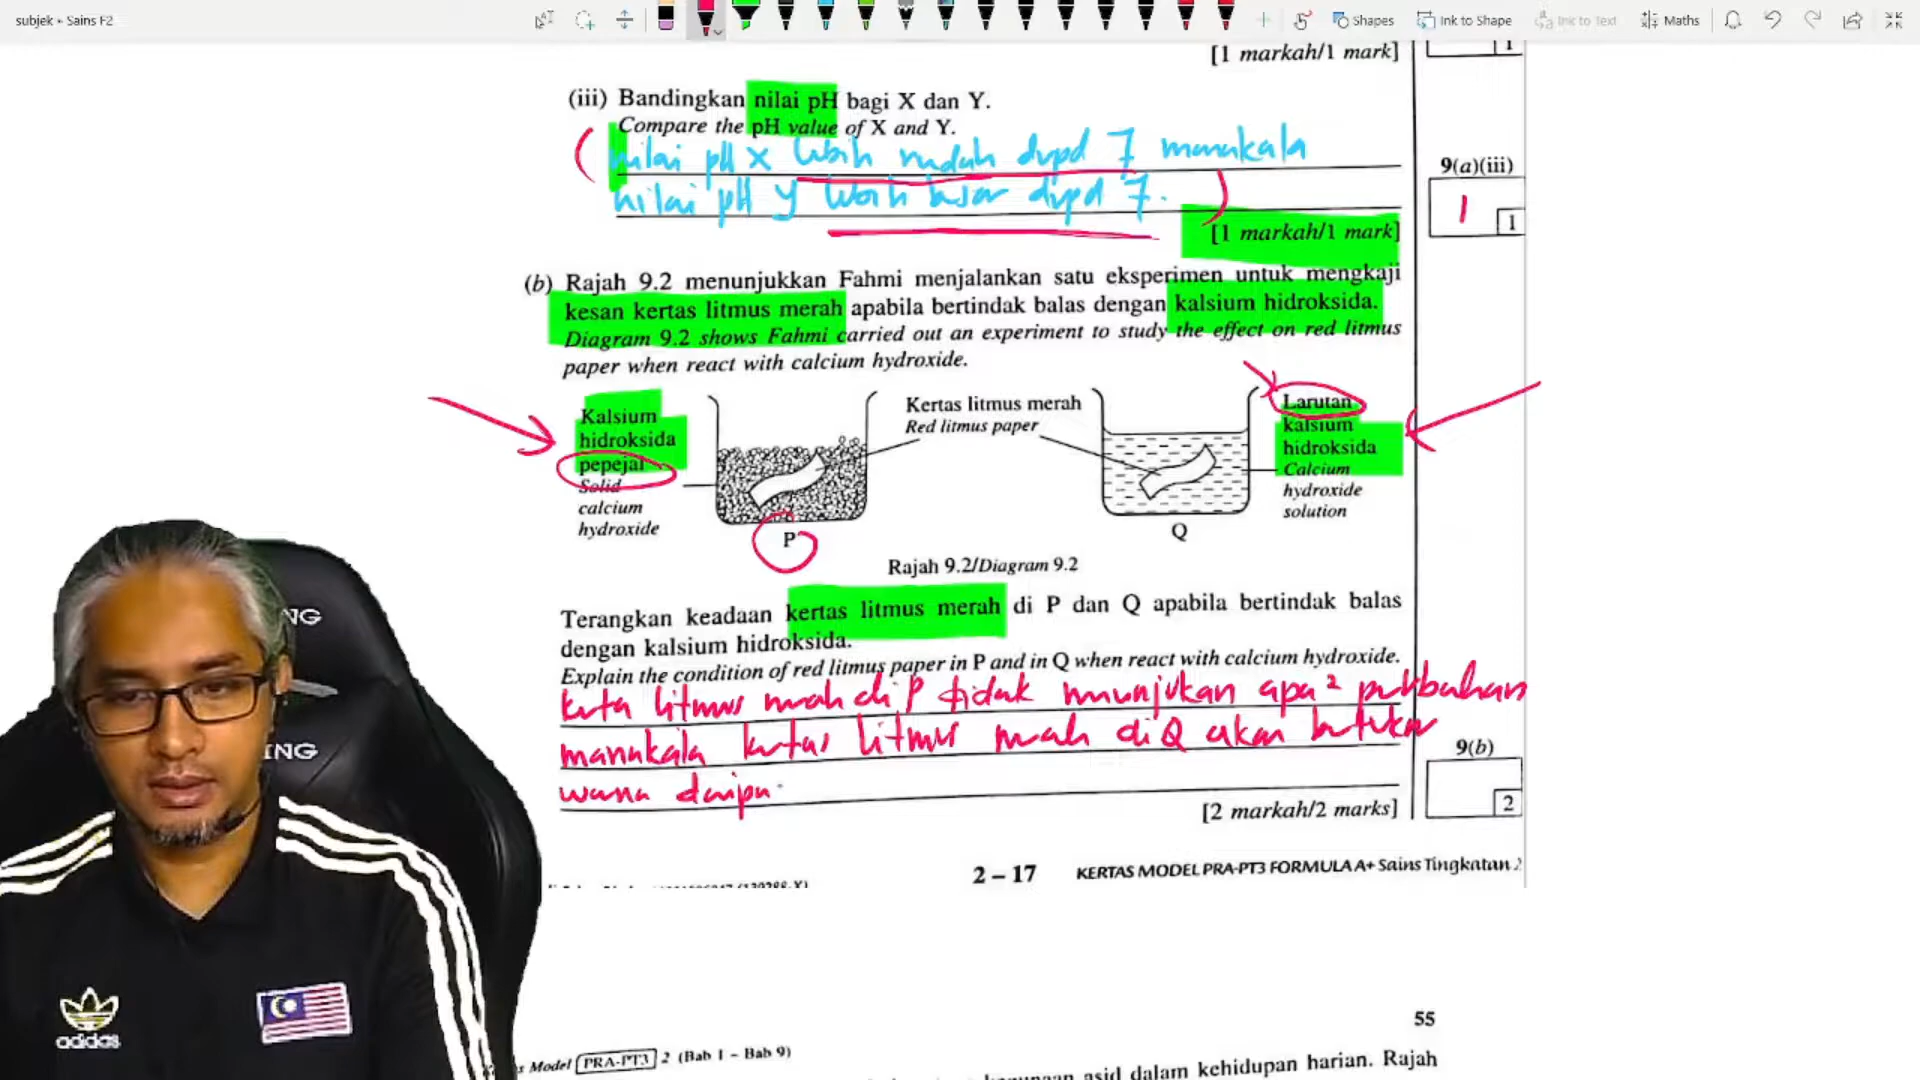 subjek • Sains F2
Shapes
Ink to Shape
Ink to Text
Maths
[1 markah/1 mark]
1
(iii) Bandingkan nilai pH bagi X dan Y.
Compare the pH value of X and Y.
(nilai pH X lebih rendah drpd 7 manakala
nilai pH Y lebih besar drpd 7.)
[1 markah/1 mark]
9(a)(iii)
1
1
(b) Rajah 9.2 menunjukkan Fahmi menjalankan satu eksperimen untuk mengkaji
kesan kertas litmus merah apabila bertindak balas dengan kalsium hidroksida.
Diagram 9.2 shows Fahmi carried out an experiment to study the effect on red litmus
paper when react with calcium hydroxide.
Kalsium
hidroksida
pepejal
Solid
calcium
hydroxide
Kertas litmus merah
Red litmus paper
Larutan
kalsium
hidroksida
Calcium
hydroxide
solution
P
Q
Rajah 9.2/Diagram 9.2
Terangkan keadaan kertas litmus merah di P dan Q apabila bertindak balas
dengan kalsium hidroksida.
Explain the condition of red litmus paper in P and in Q when react with calcium hydroxide.
litmus merah di P tidak menunjukan apa² perubahan
manakala kertas litmus merah di Q akan bertukar
warna daripa
9(b)
2
[2 markah/2 marks]
2 – 17
KERTAS MODEL PRA-PT3 FORMULA A+ Sains Tingkatan 2
ING
ING
adidas
55
Model PRA-PT3 2 (Bab 1 – Bab 9)
asid dalam kehidupan harian. Rajah